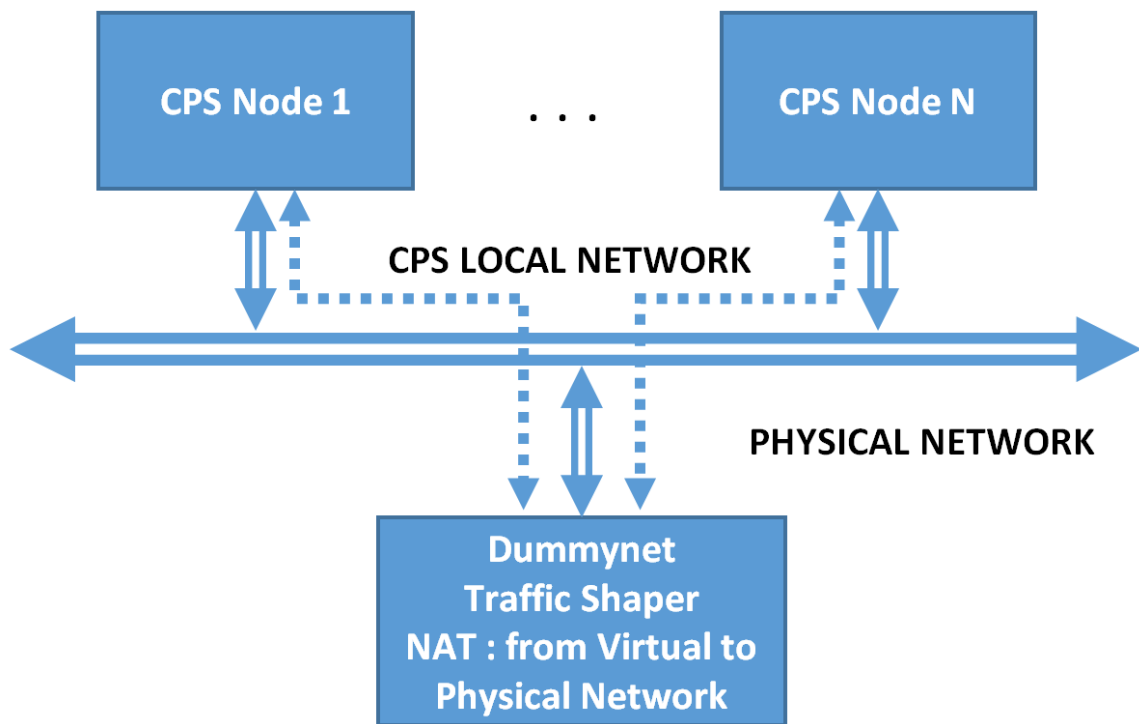 CPS Node 1
. . .
CPS Node N
CPS LOCAL NETWORK
PHYSICAL NETWORK
Dummynet
Traffic Shaper
NAT : from Virtual to
Physical Network